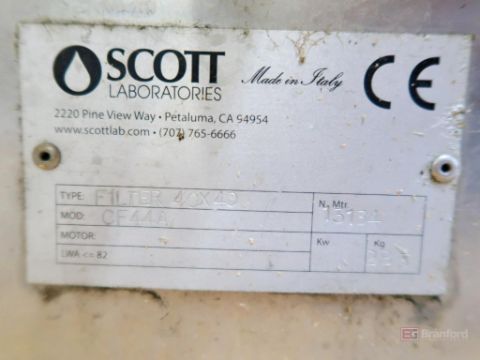 SCOTT
LABORATORIES
Made in Italy
CE
2220 Pine View Way • Petaluma, CA 94954
www.scottlab.com • (707) 765-6666
TYPE: FILTER 40X40
N. Mtr.
MOD: CF44A
MOTOR:
Kw
Kg
LWA <= 82
EG Branford